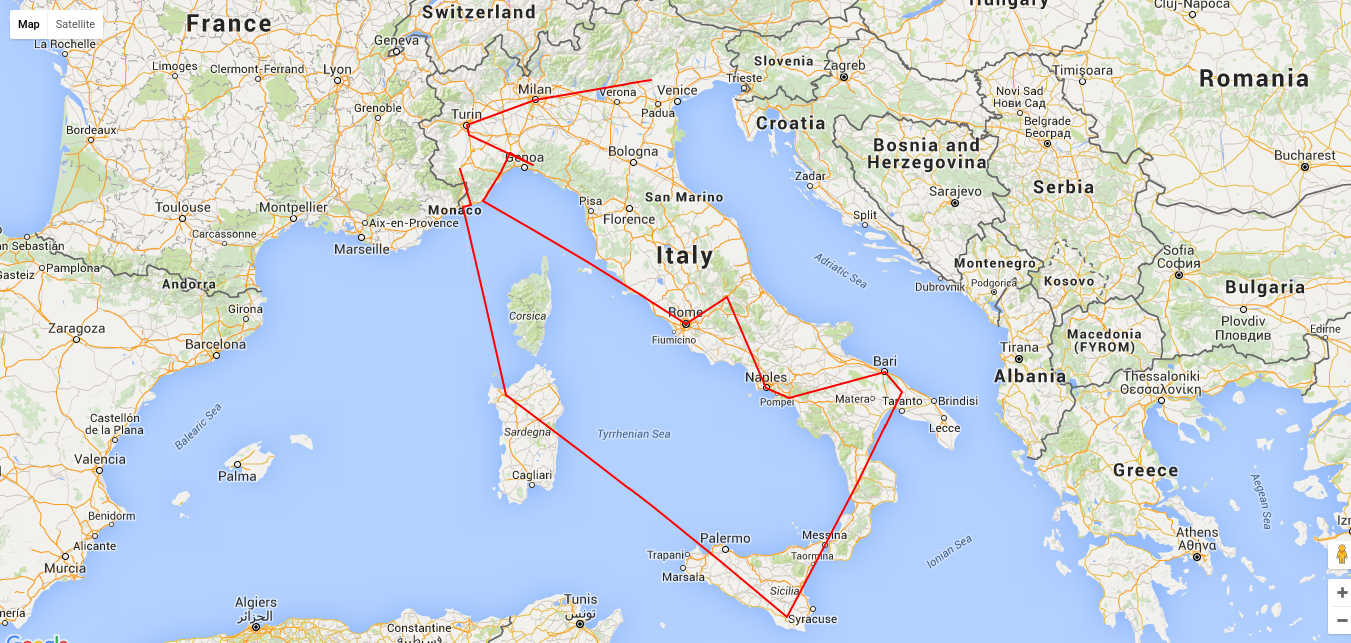 Map
Satellite
France
Switzerland
Hungary
Cluj-Napoca
La Rochelle
Geneva
Limoges
Clermont-Ferrand
Lyon
Slovenia
Zagreb
Timișoara
Romania
Milan
Verona
Venice
Trieste
Padua
Novi Sad
Нови Сад
Grenoble
Turin
Croatia
Belgrade
Београд
Bordeaux
Genoa
Bologna
Bosnia and
Herzegovina
Bucharest
Zadar
Sarajevo
Serbia
Toulouse
Montpellier
Monaco
Pisa
San Marino
Florence
Split
Aix-en-Provence
Carcassonne
Marseille
San Sebastián
Italy
Adriatic Sea
Montenegro
Sofia
София
Gasteiz
Pamplona
Andorra
Dubrovnik
Podgorica
Kosovo
Bulgaria
Girona
Corsica
Rome
Fiumicino
Zaragoza
Barcelona
Tirana
Macedonia
(FYROM)
Plovdiv
Пловдив
Edirne
Bari
Albania
Thessaloniki
Θεσσαλονίκη
Naples
Pompei
Matera
Taranto
Brindisi
Lecce
Castellón
de la Plana
Balearic Sea
Sardegna
Tyrrhenian Sea
Valencia
Palma
Cagliari
Greece
Aegean Sea
Benidorm
Alicante
Murcia
Palermo
Messina
Trapani
Taormina
Marsala
Ionian Sea
Athens
Αθήνα
Sicilia
Syracuse
Algiers
الجزائر
Tunis
تونس
Constantine
قسنطينة
Google